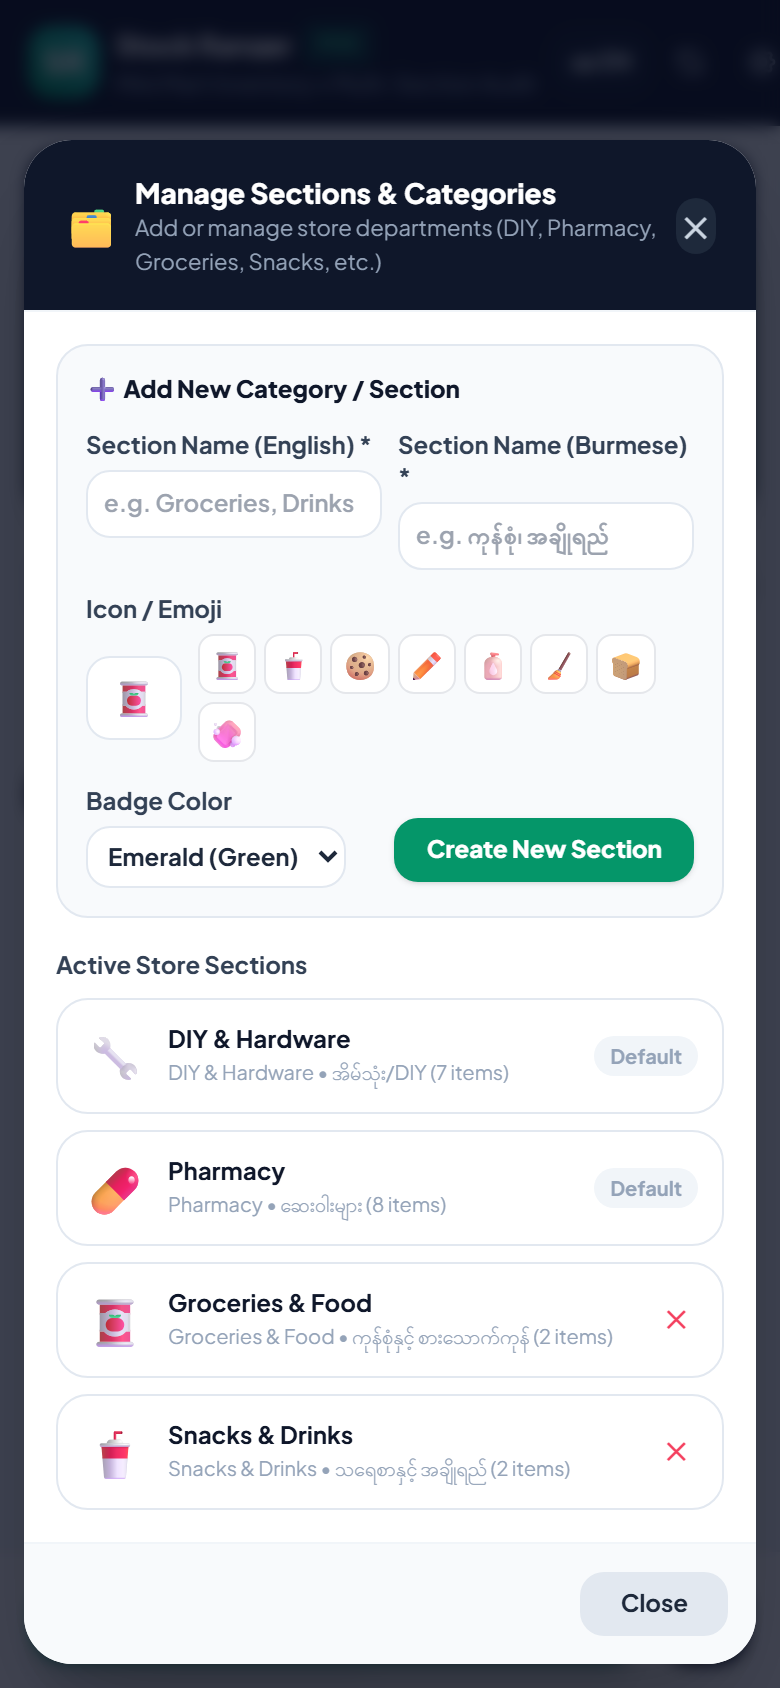 Manage Sections & Categories
Add or manage store departments (DIY, Pharmacy,
Groceries, Snacks, etc.)
Add New Category / Section
Section Name (English) *
Section Name (Burmese)
*
e.g. Groceries, Drinks
e.g. ကုန်စုံ၊ အချိုရည်
Icon / Emoji
Badge Color
Emerald (Green)
Create New Section
Active Store Sections
DIY & Hardware
DIY & Hardware • အိမ်သုံး/DIY (7 items)
Default
Pharmacy
Pharmacy • ဆေးဝါးများ (8 items)
Default
Groceries & Food
Groceries & Food • ကုန်စုံနှင့် စားသောက်ကုန် (2 items)
Snacks & Drinks
Snacks & Drinks • သရေစာနှင့် အချိုရည် (2 items)
Close